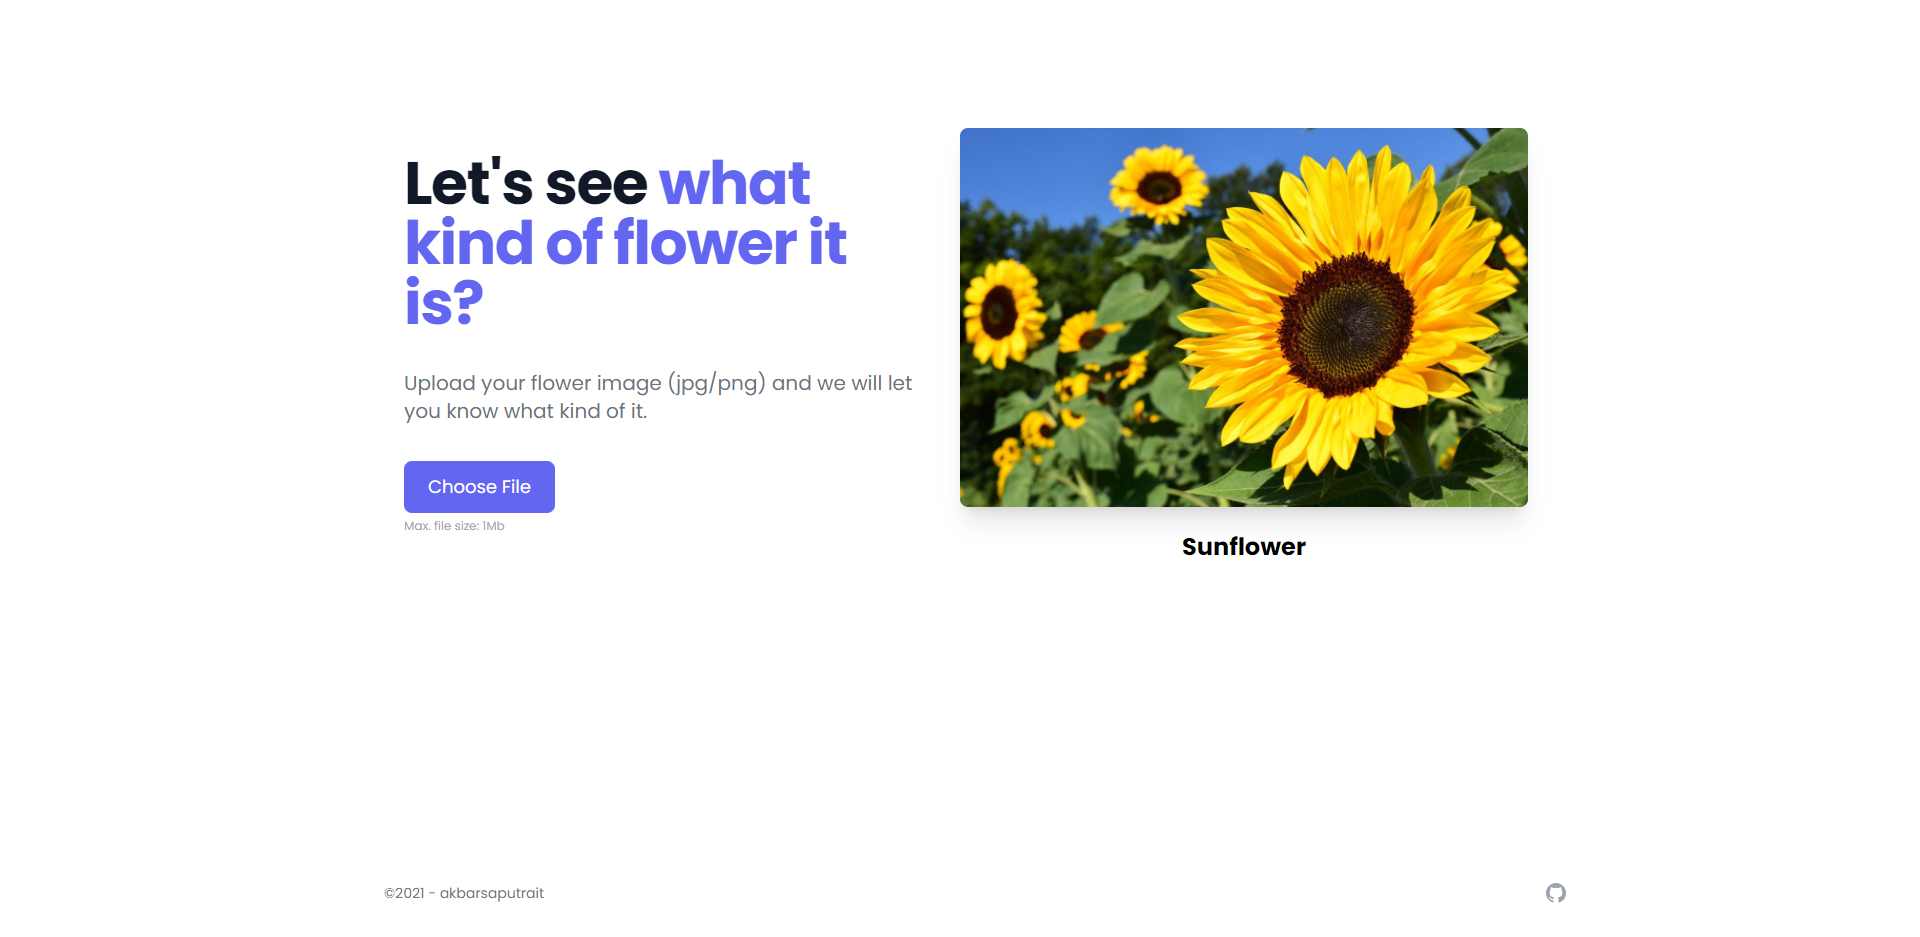 Let's see what
kind of flower it
is?
Upload your flower image (jpg/png) and we will let
you know what kind of it.
Choose File
Max. file size: 1Mb
Sunflower
©2021 - akbarsaputrait